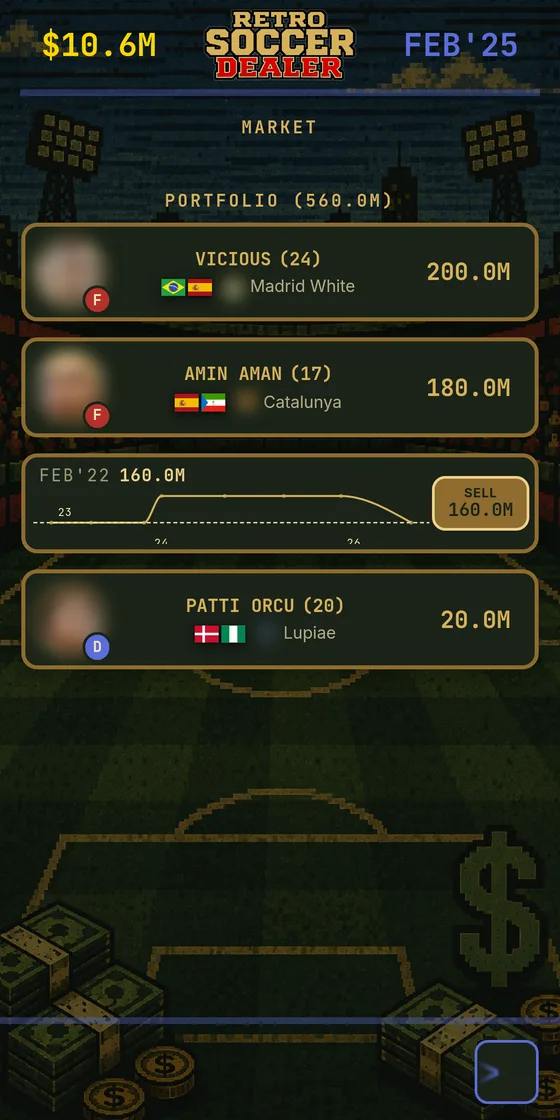 $10.6M
RETRO
SOCCER
DEALER
FEB'25
MARKET
PORTFOLIO (560.0M)
VICIOUS (24)
Madrid White
200.0M
F
AMIN AMAN (17)
Catalunya
180.0M
F
FEB'22 160.0M
23
24
26
SELL
160.0M
PATTI ORCU (20)
Lupiae
20.0M
D
$
$
$
$
>